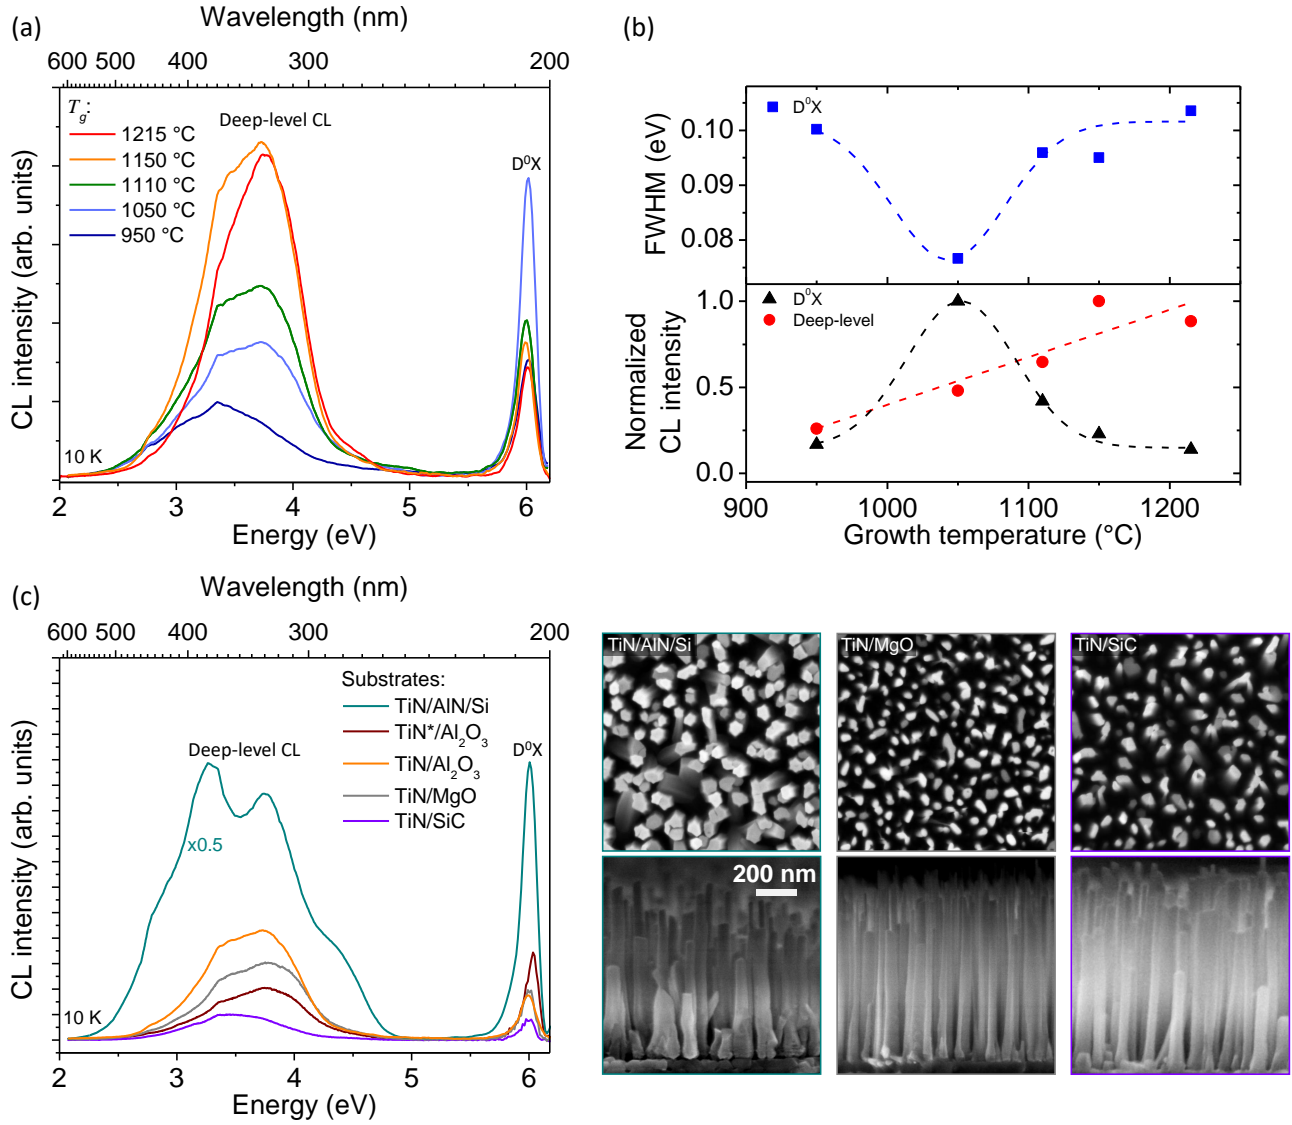 (a)
Wavelength (nm)
600 500 400 300 200
T_g:
1215 °C
1150 °C
1110 °C
1050 °C
950 °C
Deep-level CL
D⁰X
CL intensity (arb. units)
10 K
2 3 4 5 6
Energy (eV)
(b)
D⁰X
FWHM (eV)
0.10
0.09
0.08
D⁰X
Deep-level
Normalized
CL intensity
1.0
0.5
0.0
900 1000 1100 1200
Growth temperature (°C)
(c)
Wavelength (nm)
600 500 400 300 200
Substrates:
TiN/AlN/Si
TiN*/Al₂O₃
TiN/Al₂O₃
TiN/MgO
TiN/SiC
Deep-level CL
D⁰X
x0.5
CL intensity (arb. units)
10 K
2 3 4 5 6
Energy (eV)
TiN/AlN/Si
TiN/MgO
TiN/SiC
200 nm